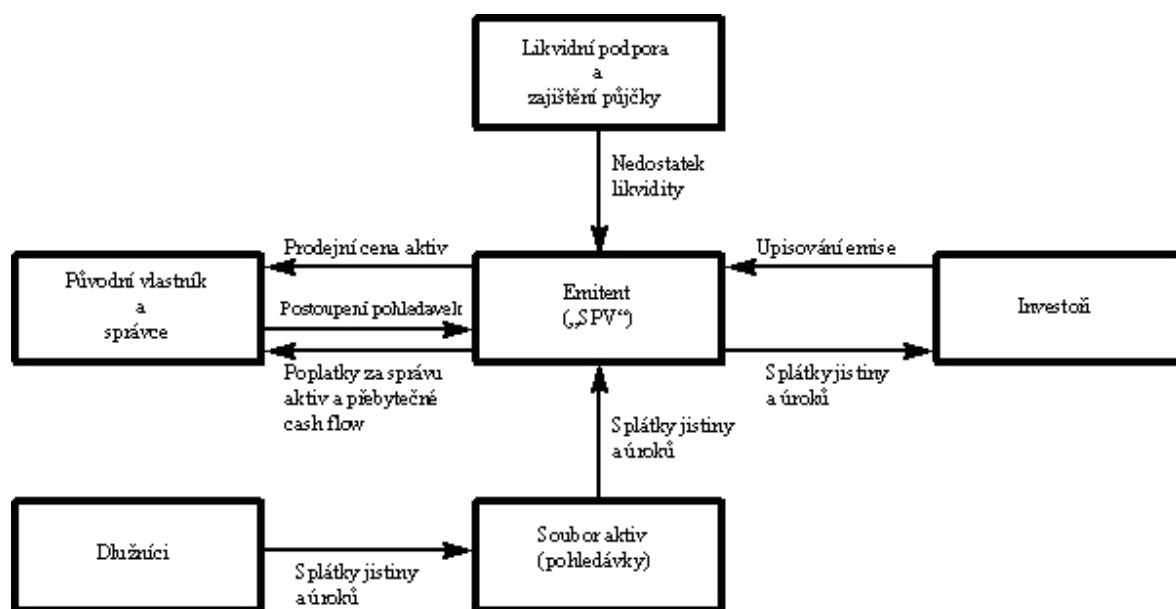 Likvidní podpora
a
zajištění půjčky
Nedostatek
likvidity
Prodejní cena aktiv
Upisování emise
Původní vlastník
a
správce
Postoupení pohledavek
Emitent
(„SPV“)
Investoři
Poplatky za správu
aktiv a přebytečné
cash flow
Splátky jistiny
a úroků
Splátky jistiny
a úroků
Dlužníci
Splátky jistiny
a úroků
Soubor aktiv
(pohledávky)